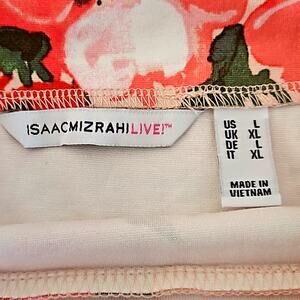 ISAACMIZRAHILIVE!™
US L
UK XL
DE L
IT XL
MADE IN
VIETNAM